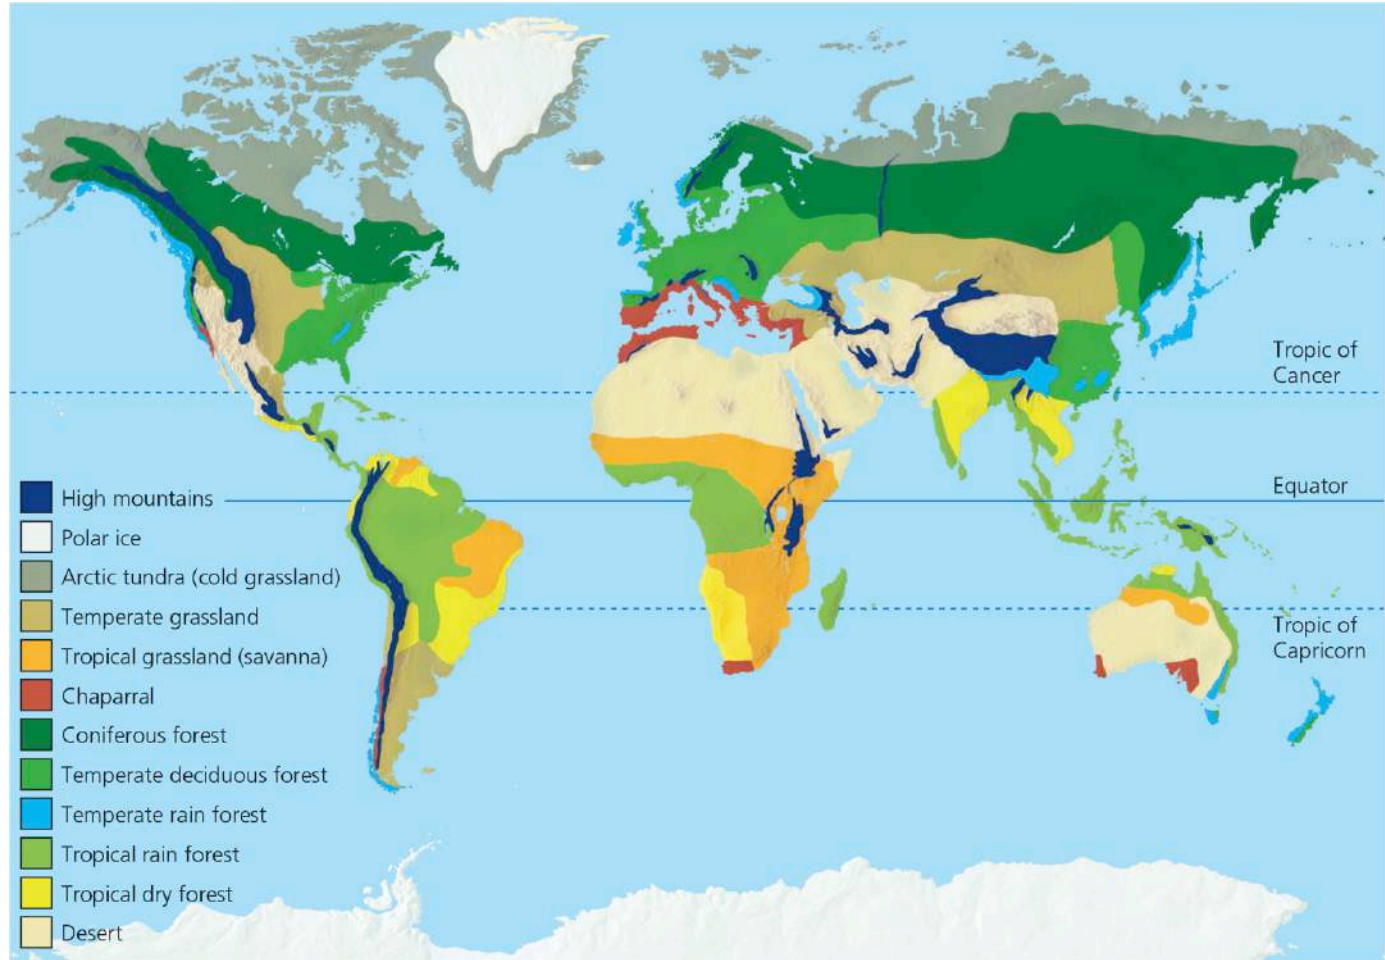 Tropic of
Cancer
Equator
Tropic of
Capricorn
High mountains
Polar ice
Arctic tundra (cold grassland)
Temperate grassland
Tropical grassland (savanna)
Chaparral
Coniferous forest
Temperate deciduous forest
Temperate rain forest
Tropical rain forest
Tropical dry forest
Desert